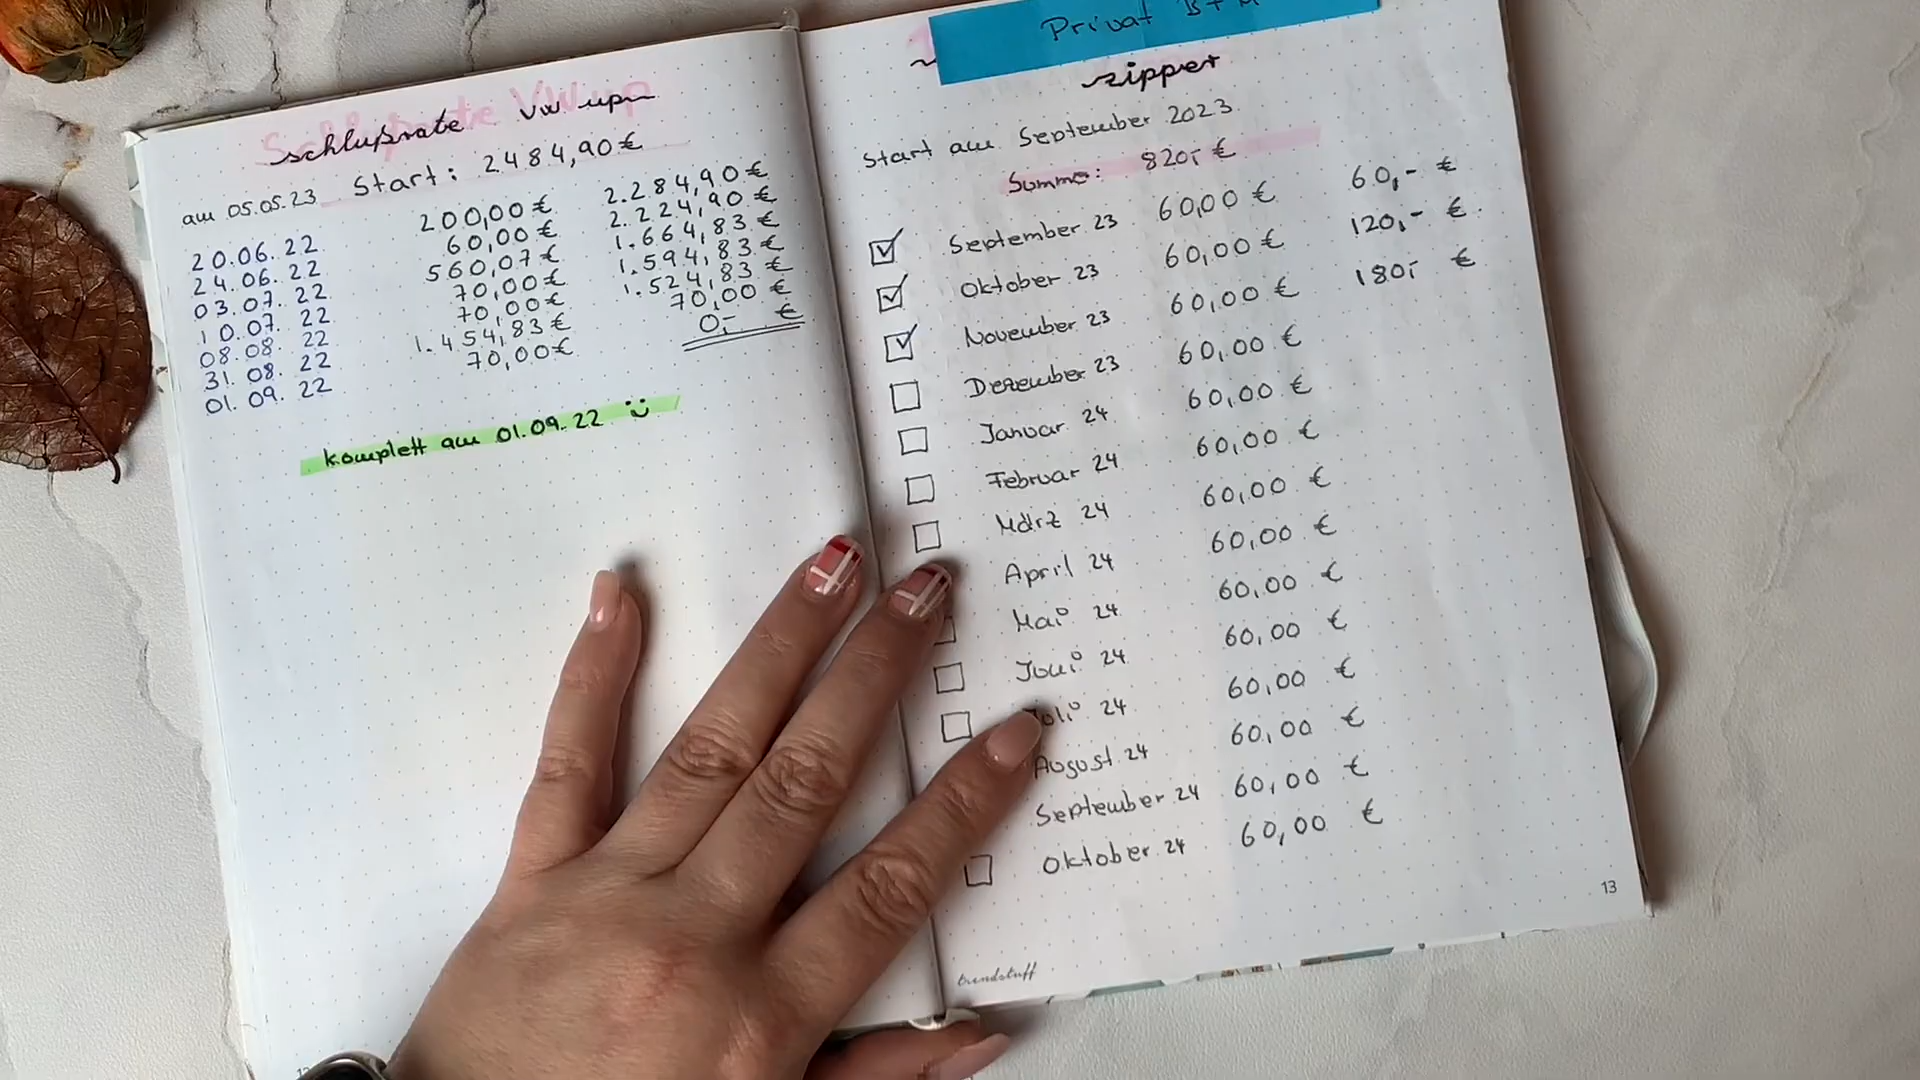 Schlußrate VW up
Start: 2484,90 €
am 05.05.23
20.06.22 200,00 € 2.284,90 €
24.06.22 60,00 € 2.224,90 €
03.07.22 560,07 € 1.664,83 €
10.07.22 70,00 € 1.594,83 €
08.08.22 70,00 € 1.524,83 €
31.08.22 1.454,83 € 70,00 €
01.09.22 70,00 € 0,- €
komplett am 01.09.22
Privat B + M
zipper
Start am September 2023
Summe: 820,- €
September 23 60,00 € 60,- €
Oktober 23 60,00 € 120,- €
November 23 60,00 € 180,- €
Dezember 23 60,00 €
Januar 24 60,00 €
Februar 24 60,00 €
März 24 60,00 €
April 24 60,00 €
Mai 24 60,00 €
Juni 24 60,00 €
Juli 24 60,00 €
August 24 60,00 €
September 24 60,00 €
Oktober 24 60,00 €
13
trendstuff